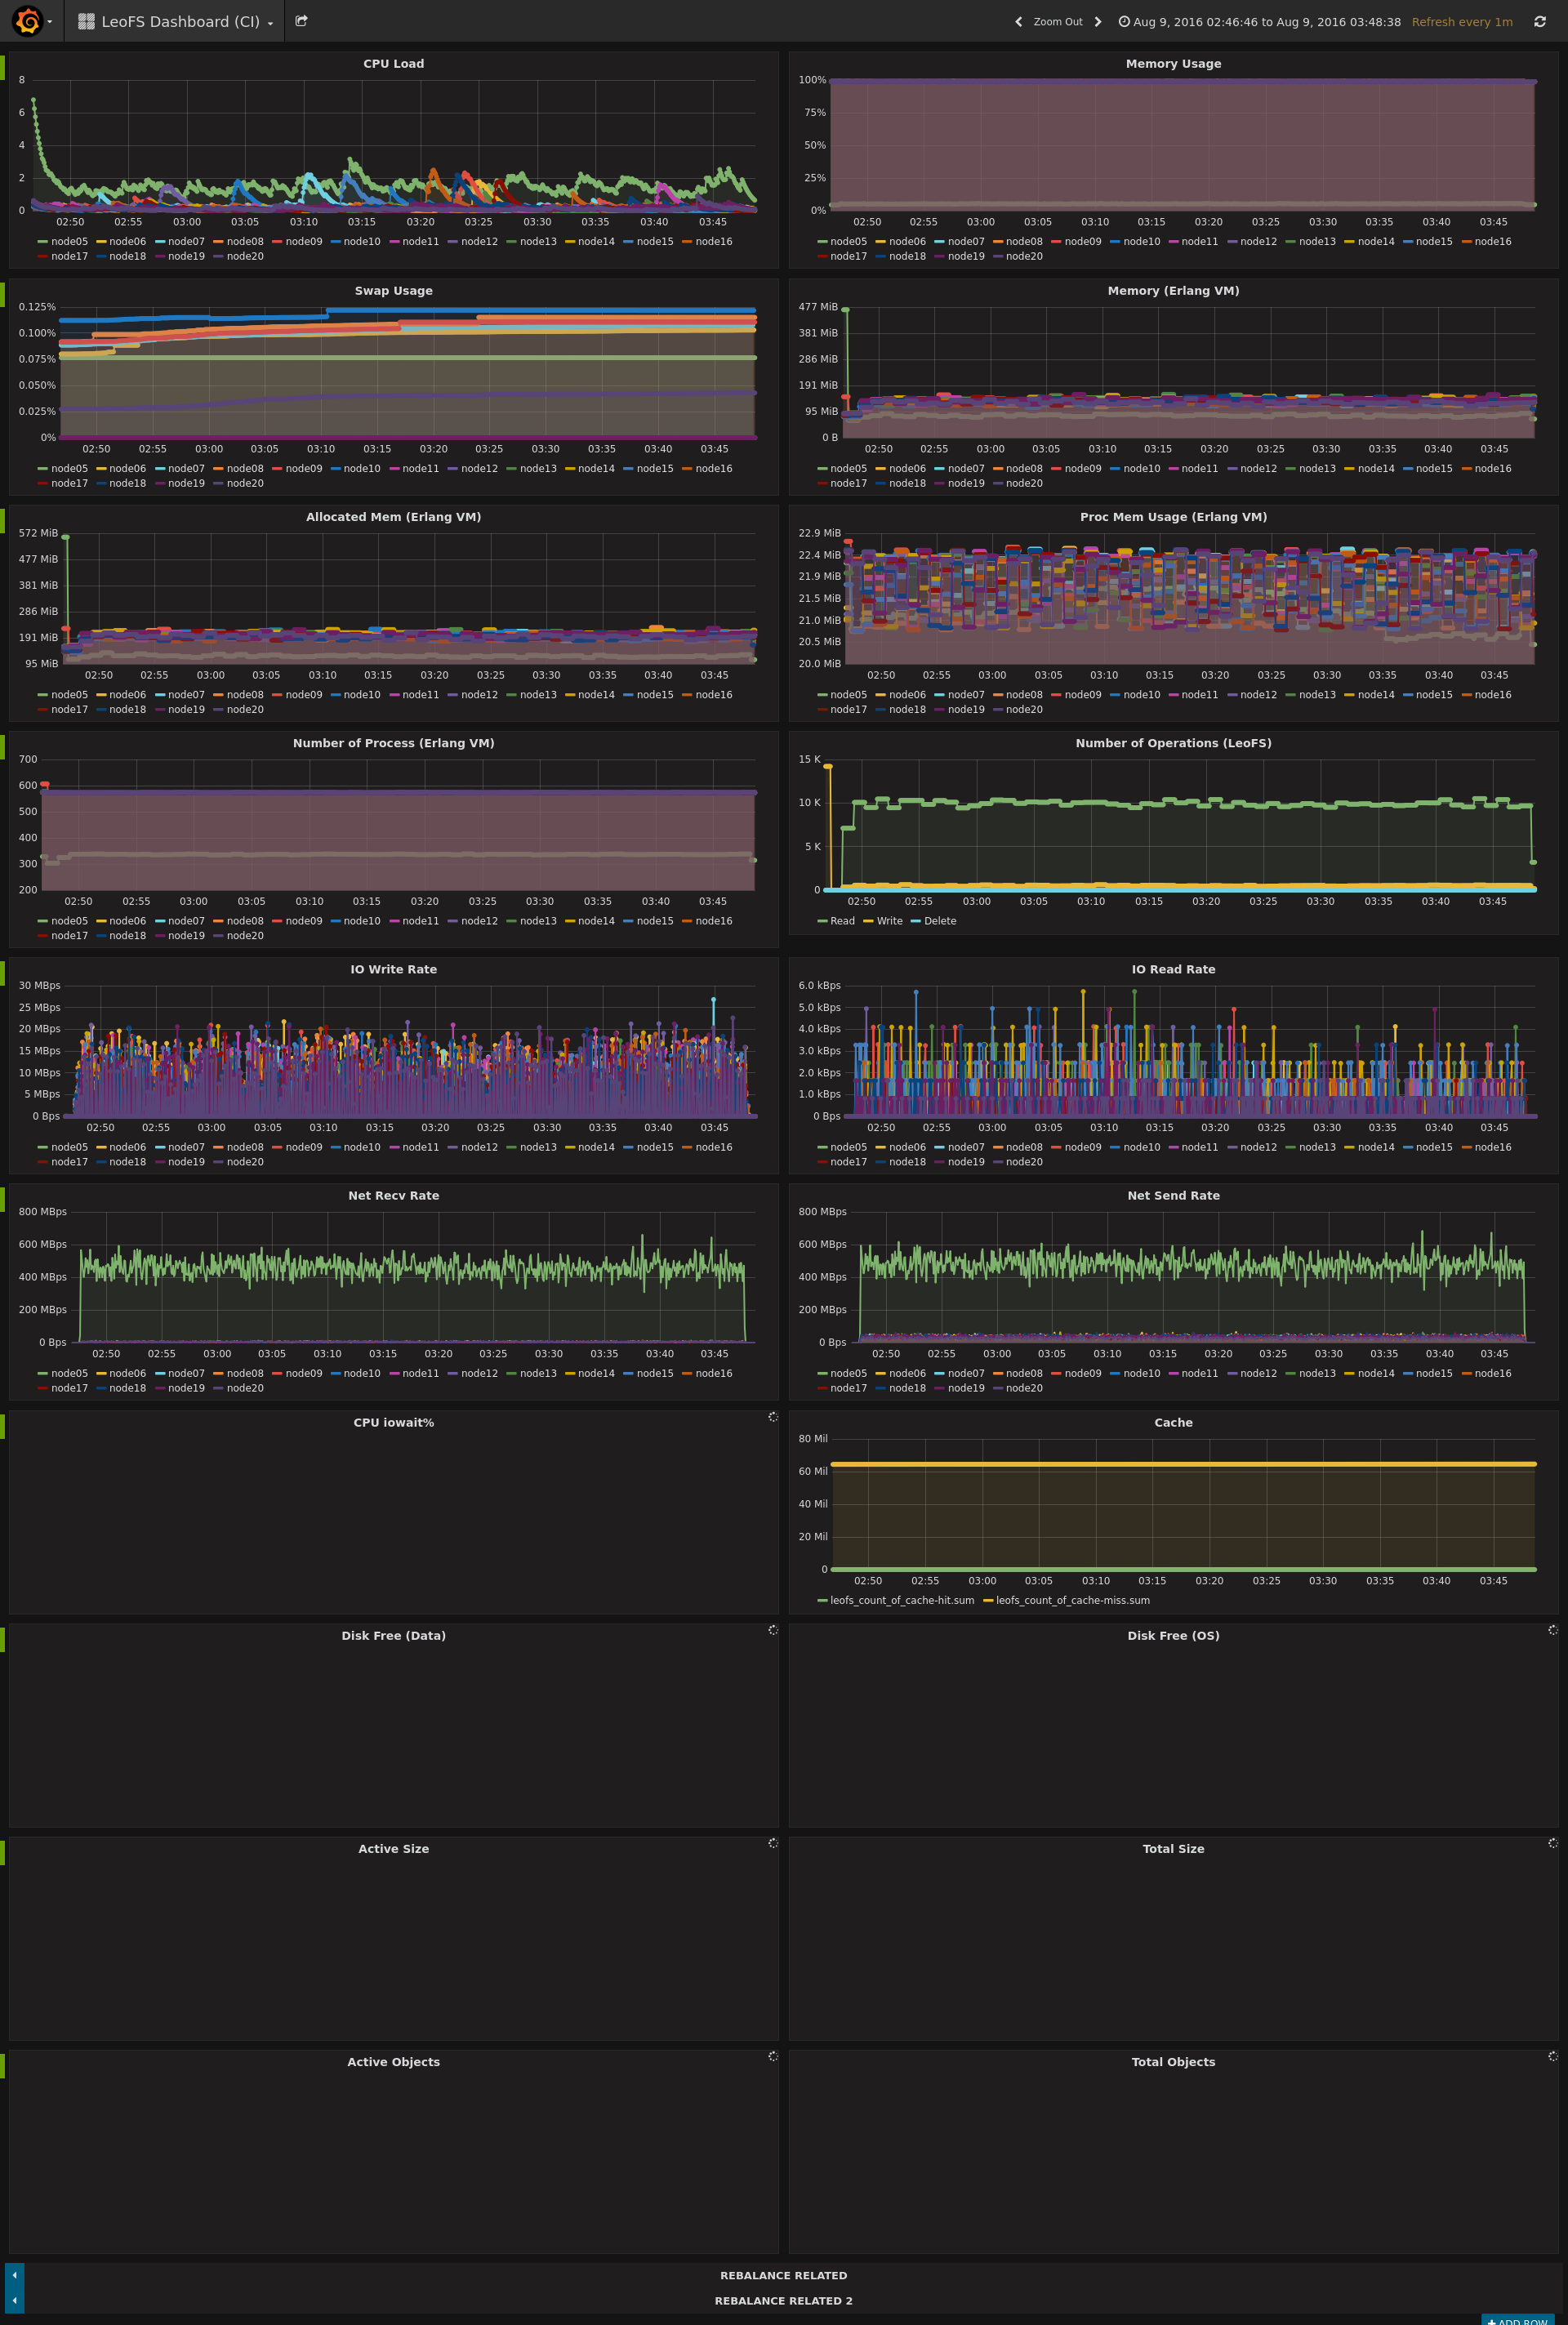 LeoFS Dashboard (CI)
Zoom Out
Aug 9, 2016 02:46:46 to Aug 9, 2016 03:48:38 Refresh every 1m
CPU Load
8
6
4
2
0
02:50 02:55 03:00 03:05 03:10 03:15 03:20 03:25 03:30 03:35 03:40 03:45
node05 node06 node07 node08 node09 node10 node11 node12 node13 node14 node15 node16
node17 node18 node19 node20
Memory Usage
100%
75%
50%
25%
0%
02:50 02:55 03:00 03:05 03:10 03:15 03:20 03:25 03:30 03:35 03:40 03:45
node05 node06 node07 node08 node09 node10 node11 node12 node13 node14 node15 node16
node17 node18 node19 node20
Swap Usage
0.125%
0.100%
0.075%
0.050%
0.025%
0%
02:50 02:55 03:00 03:05 03:10 03:15 03:20 03:25 03:30 03:35 03:40 03:45
node05 node06 node07 node08 node09 node10 node11 node12 node13 node14 node15 node16
node17 node18 node19 node20
Memory (Erlang VM)
477 MiB
381 MiB
286 MiB
191 MiB
95 MiB
0 B
02:50 02:55 03:00 03:05 03:10 03:15 03:20 03:25 03:30 03:35 03:40 03:45
node05 node06 node07 node08 node09 node10 node11 node12 node13 node14 node15 node16
node17 node18 node19 node20
Allocated Mem (Erlang VM)
572 MiB
477 MiB
381 MiB
286 MiB
191 MiB
95 MiB
02:50 02:55 03:00 03:05 03:10 03:15 03:20 03:25 03:30 03:35 03:40 03:45
node05 node06 node07 node08 node09 node10 node11 node12 node13 node14 node15 node16
node17 node18 node19 node20
Proc Mem Usage (Erlang VM)
22.9 MiB
22.4 MiB
21.9 MiB
21.5 MiB
21.0 MiB
20.5 MiB
20.0 MiB
02:50 02:55 03:00 03:05 03:10 03:15 03:20 03:25 03:30 03:35 03:40 03:45
node05 node06 node07 node08 node09 node10 node11 node12 node13 node14 node15 node16
node17 node18 node19 node20
Number of Process (Erlang VM)
700
600
500
400
300
200
02:50 02:55 03:00 03:05 03:10 03:15 03:20 03:25 03:30 03:35 03:40 03:45
node05 node06 node07 node08 node09 node10 node11 node12 node13 node14 node15 node16
node17 node18 node19 node20
Number of Operations (LeoFS)
15 K
10 K
5 K
0
02:50 02:55 03:00 03:05 03:10 03:15 03:20 03:25 03:30 03:35 03:40 03:45
Read Write Delete
IO Write Rate
30 MBps
25 MBps
20 MBps
15 MBps
10 MBps
5 MBps
0 Bps
02:50 02:55 03:00 03:05 03:10 03:15 03:20 03:25 03:30 03:35 03:40 03:45
node05 node06 node07 node08 node09 node10 node11 node12 node13 node14 node15 node16
node17 node18 node19 node20
IO Read Rate
6.0 kBps
5.0 kBps
4.0 kBps
3.0 kBps
2.0 kBps
1.0 kBps
0 Bps
02:50 02:55 03:00 03:05 03:10 03:15 03:20 03:25 03:30 03:35 03:40 03:45
node05 node06 node07 node08 node09 node10 node11 node12 node13 node14 node15 node16
node17 node18 node19 node20
Net Recv Rate
800 MBps
600 MBps
400 MBps
200 MBps
0 Bps
02:50 02:55 03:00 03:05 03:10 03:15 03:20 03:25 03:30 03:35 03:40 03:45
node05 node06 node07 node08 node09 node10 node11 node12 node13 node14 node15 node16
node17 node18 node19 node20
Net Send Rate
800 MBps
600 MBps
400 MBps
200 MBps
0 Bps
02:50 02:55 03:00 03:05 03:10 03:15 03:20 03:25 03:30 03:35 03:40 03:45
node05 node06 node07 node08 node09 node10 node11 node12 node13 node14 node15 node16
node17 node18 node19 node20
CPU iowait%
Cache
80 Mil
60 Mil
40 Mil
20 Mil
0
02:50 02:55 03:00 03:05 03:10 03:15 03:20 03:25 03:30 03:35 03:40 03:45
leofs_count_of_cache-hit.sum leofs_count_of_cache-miss.sum
Disk Free (Data)
Disk Free (OS)
Active Size
Total Size
Active Objects
Total Objects
REBALANCE RELATED
REBALANCE RELATED 2
ADD ROW